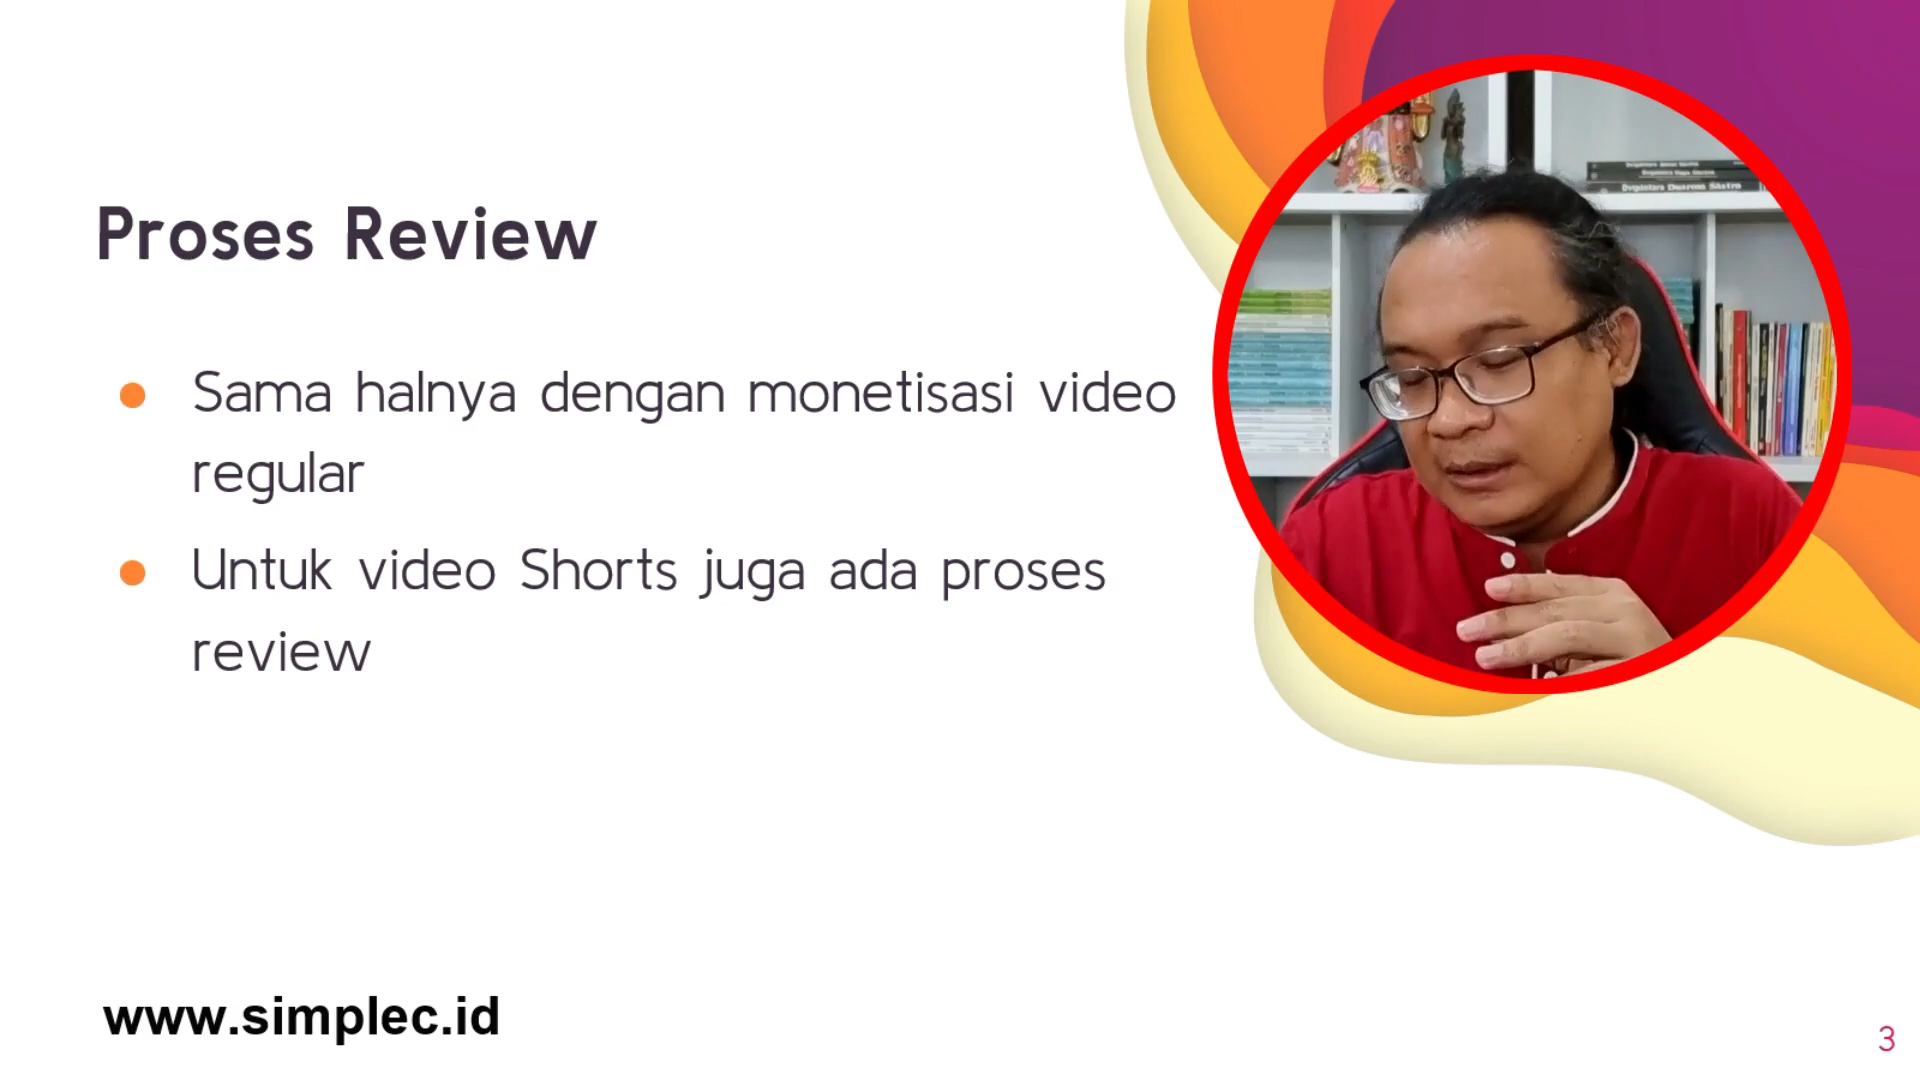 Proses Review
Sama halnya dengan monetisasi video
regular
Untuk video Shorts juga ada proses
review
www.simplec.id
3